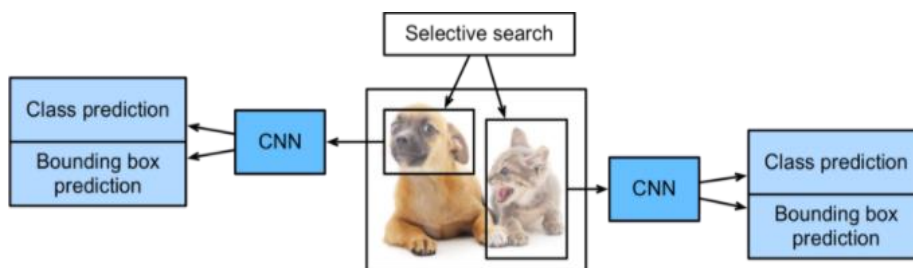 Selective search
Class prediction
Bounding box
prediction
CNN
CNN
Class prediction
Bounding box
prediction